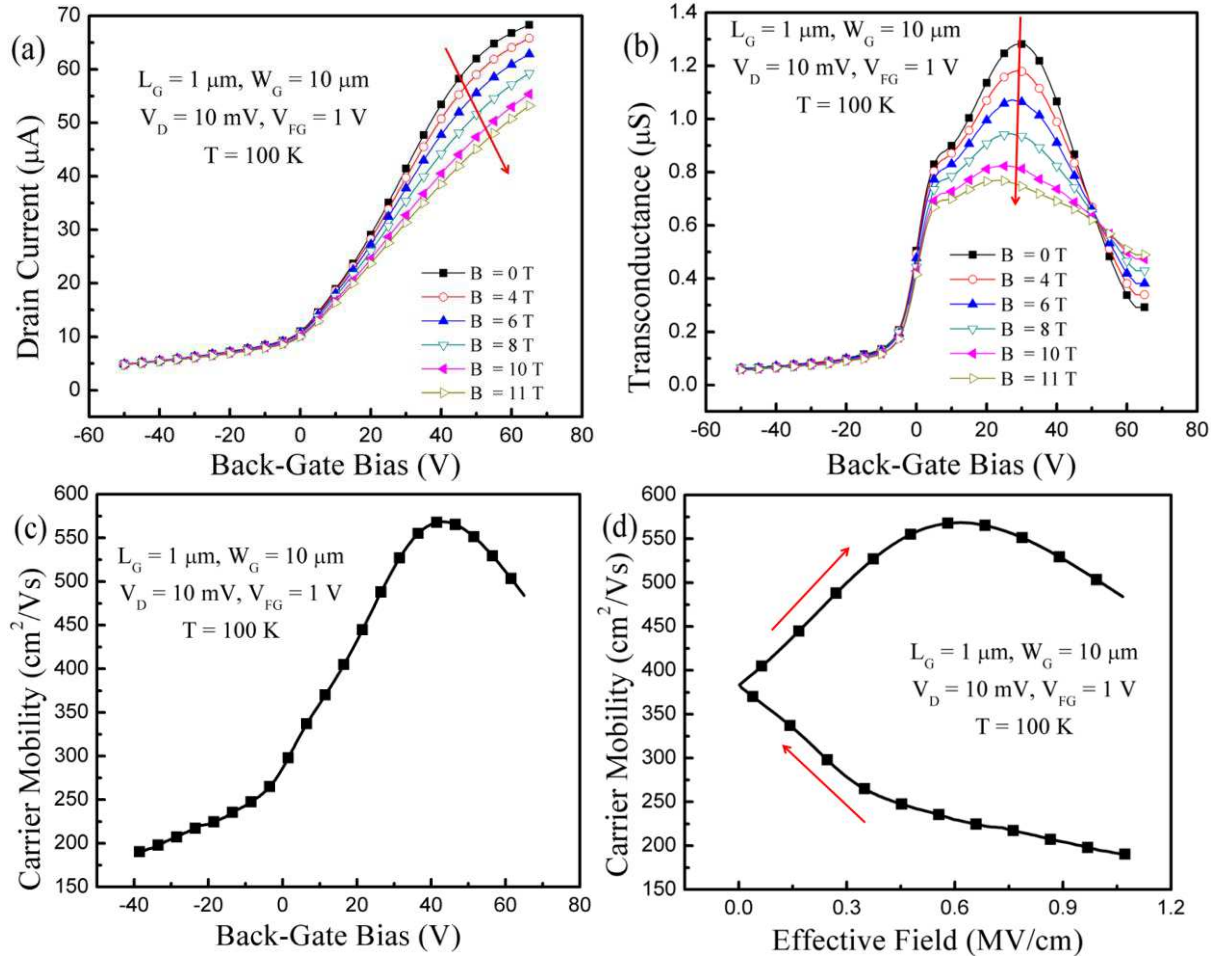 (a)
L_G = 1 μm, W_G = 10 μm
V_D = 10 mV, V_FG = 1 V
T = 100 K
Drain Current (μA)
70
60
50
40
30
20
10
0
B = 0 T
B = 4 T
B = 6 T
B = 8 T
B = 10 T
B = 11 T
-60 -40 -20 0 20 40 60 80
Back-Gate Bias (V)
(b)
L_G = 1 μm, W_G = 10 μm
V_D = 10 mV, V_FG = 1 V
T = 100 K
Transconductance (μS)
1.4
1.2
1.0
0.8
0.6
0.4
0.2
0.0
B = 0 T
B = 4 T
B = 6 T
B = 8 T
B = 10 T
B = 11 T
-60 -40 -20 0 20 40 60 80
Back-Gate Bias (V)
(c)
L_G = 1 μm, W_G = 10 μm
V_D = 10 mV, V_FG = 1 V
T = 100 K
Carrier Mobility (cm²/Vs)
600
550
500
450
400
350
300
250
200
150
-40 -20 0 20 40 60 80
Back-Gate Bias (V)
(d)
L_G = 1 μm, W_G = 10 μm
V_D = 10 mV, V_FG = 1 V
T = 100 K
Carrier Mobility (cm²/Vs)
600
550
500
450
400
350
300
250
200
150
0.0 0.3 0.6 0.9 1.2
Effective Field (MV/cm)